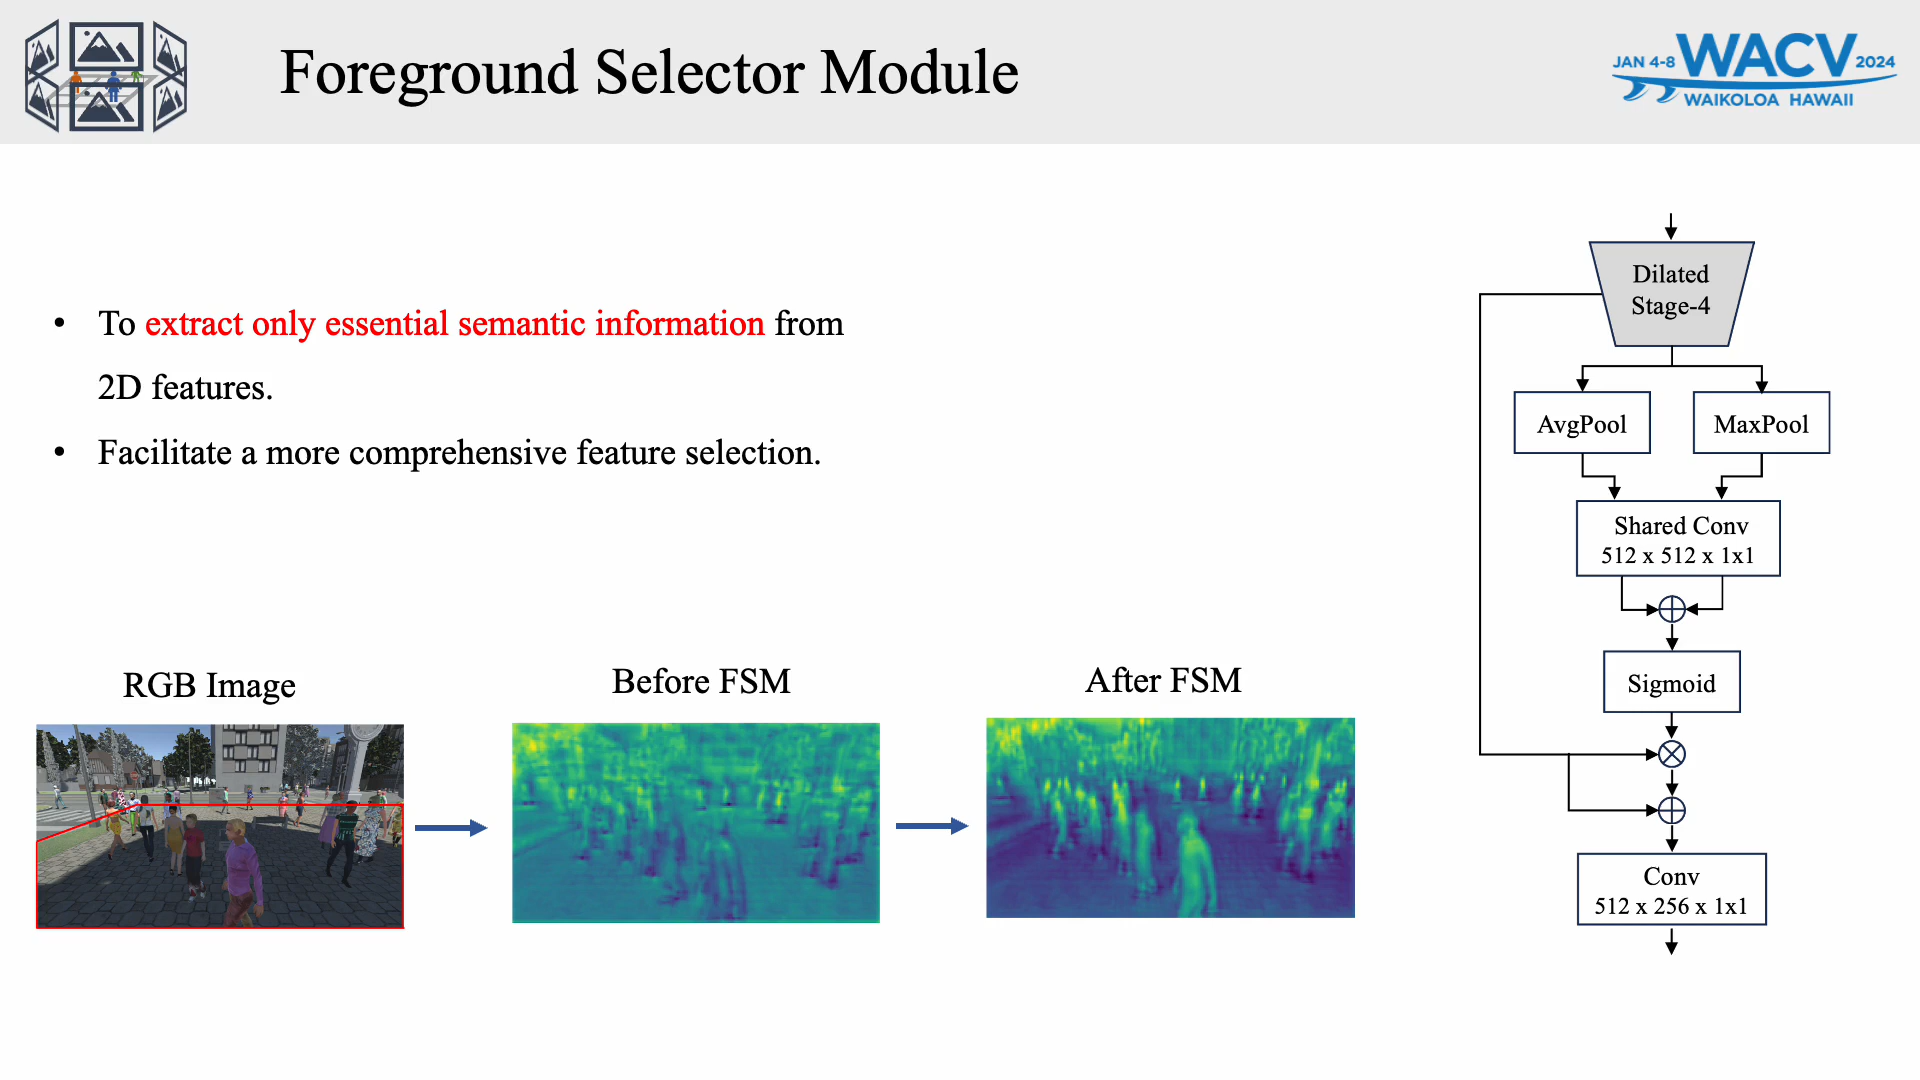 Foreground Selector Module
JAN 4-8 WACV 2024
WAIKOLOA HAWAII
• To extract only essential semantic information from
2D features.
• Facilitate a more comprehensive feature selection.
RGB Image
Before FSM
After FSM
Dilated
Stage-4
AvgPool
MaxPool
Shared Conv
512 x 512 x 1x1
Sigmoid
Conv
512 x 256 x 1x1